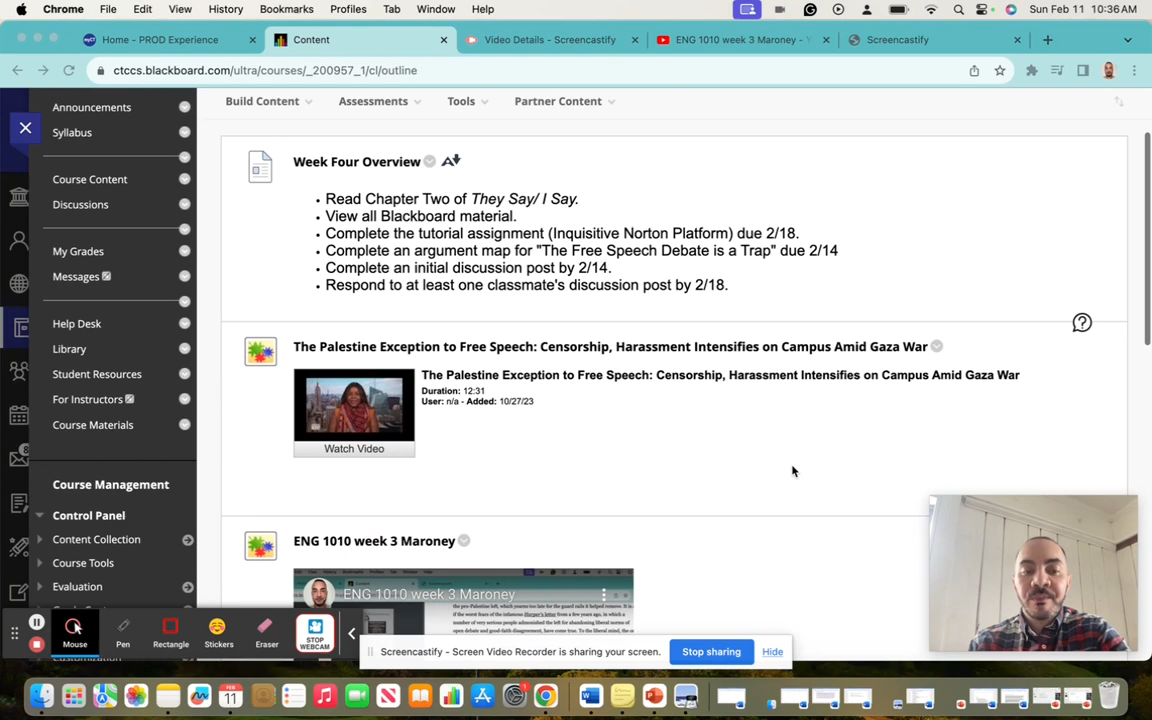 Chrome File Edit View History Bookmarks Profiles Tab Window Help Sun Feb 11 10:36 AM
Home - PROD Experience Content Video Details - Screencastify ENG 1010 week 3 Maroney - Y Screencastify
ctccs.blackboard.com/ultra/courses/_200957_1/cl/outline
Build Content Assessments Tools Partner Content
Announcements
Syllabus
Course Content
Discussions
My Grades
Messages
Help Desk
Library
Student Resources
For Instructors
Course Materials
Course Management
Control Panel
Content Collection
Course Tools
Evaluation
Week Four Overview
• Read Chapter Two of They Say/ I Say.
• View all Blackboard material.
• Complete the tutorial assignment (Inquisitive Norton Platform) due 2/18.
• Complete an argument map for "The Free Speech Debate is a Trap" due 2/14
• Complete an initial discussion post by 2/14.
• Respond to at least one classmate's discussion post by 2/18.
The Palestine Exception to Free Speech: Censorship, Harassment Intensifies on Campus Amid Gaza War
The Palestine Exception to Free Speech: Censorship, Harassment Intensifies on Campus Amid Gaza War
Duration: 12:31
User: n/a - Added: 10/27/23
Watch Video
ENG 1010 week 3 Maroney
ENG 1010 week 3 Maroney
Mouse Pen Rectangle Stickers Eraser STOP WEBCAM
Screencastify - Screen Video Recorder is sharing your screen. Stop sharing Hide